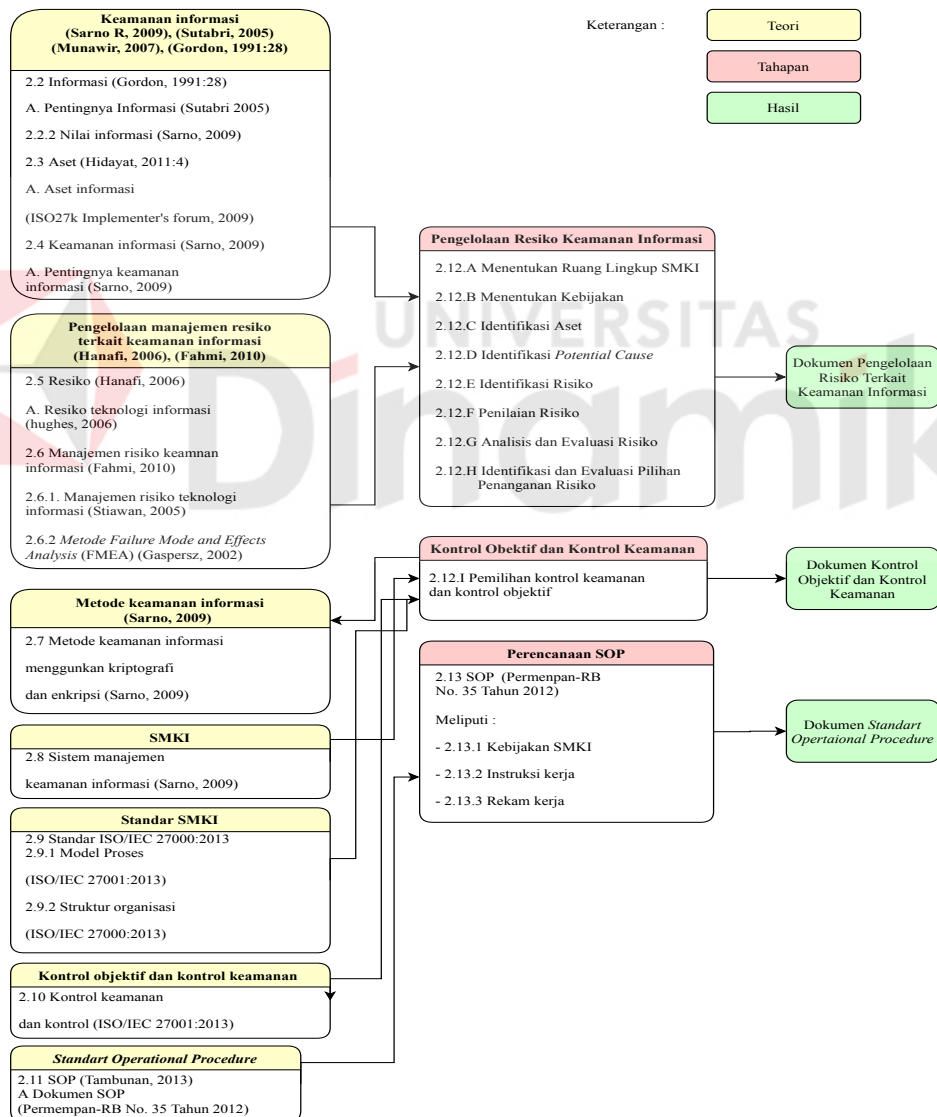 Keamanan informasi
(Sarno R, 2009), (Sutabri, 2005)
(Munawir, 2007), (Gordon, 1991:28)
2.2 Informasi (Gordon, 1991:28)
A. Pentingnya Informasi (Sutabri 2005)
2.2.2 Nilai informasi (Sarno, 2009)
2.3 Aset (Hidayat, 2011:4)
A. Aset informasi
(ISO27k Implementer's forum, 2009)
2.4 Keamanan informasi (Sarno, 2009)
A. Pentingnya keamanan
informasi (Sarno, 2009)
Pengelolaan manajemen resiko
terkait keamanan informasi
(Hanafi, 2006), (Fahmi, 2010)
2.5 Resiko (Hanafi, 2006)
A. Resiko teknologi informasi
(hughes, 2006)
2.6 Manajemen risiko keamnan
informasi (Fahmi, 2010)
2.6.1. Manajemen risiko teknologi
informasi (Stiawan, 2005)
2.6.2 Metode Failure Mode and Effects
Analysis (FMEA) (Gaspersz, 2002)
Metode keamanan informasi
(Sarno, 2009)
2.7 Metode keamanan informasi
menggunkan kriptografi
dan enkripsi (Sarno, 2009)
SMKI
2.8 Sistem manajemen
keamanan informasi (Sarno, 2009)
Standar SMKI
2.9 Standar ISO/IEC 27000:2013
2.9.1 Model Proses
(ISO/IEC 27001:2013)
2.9.2 Struktur organisasi
(ISO/IEC 27000:2013)
Kontrol objektif dan kontrol keamanan
2.10 Kontrol keamanan
dan kontrol (ISO/IEC 27001:2013)
Standart Operational Procedure
2.11 SOP (Tambunan, 2013)
A Dokumen SOP
(Permempan-RB No. 35 Tahun 2012)
Keterangan :
Teori
Tahapan
Hasil
UNIVERSITAS
Dinamika
Pengelolaan Resiko Keamanan Informasi
2.12.A Menentukan Ruang Lingkup SMKI
2.12.B Menentukan Kebijakan
2.12.C Identifikasi Aset
2.12.D Identifikasi Potential Cause
2.12.E Identifikasi Risiko
2.12.F Penilaian Risiko
2.12.G Analisis dan Evaluasi Risiko
2.12.H Identifikasi dan Evaluasi Pilihan
Penanganan Risiko
Kontrol Obektif dan Kontrol Keamanan
2.12.I Pemilihan kontrol keamanan
dan kontrol objektif
Perencanaan SOP
2.13 SOP (Permenpan-RB
No. 35 Tahun 2012)
Meliputi :
- 2.13.1 Kebijakan SMKI
- 2.13.2 Instruksi kerja
- 2.13.3 Rekam kerja
Dokumen Pengelolaan
Risiko Terkait
Keamanan Informasi
Dokumen Kontrol
Objektif dan Kontrol
Keamanan
Dokumen Standart
Opertaional Procedure